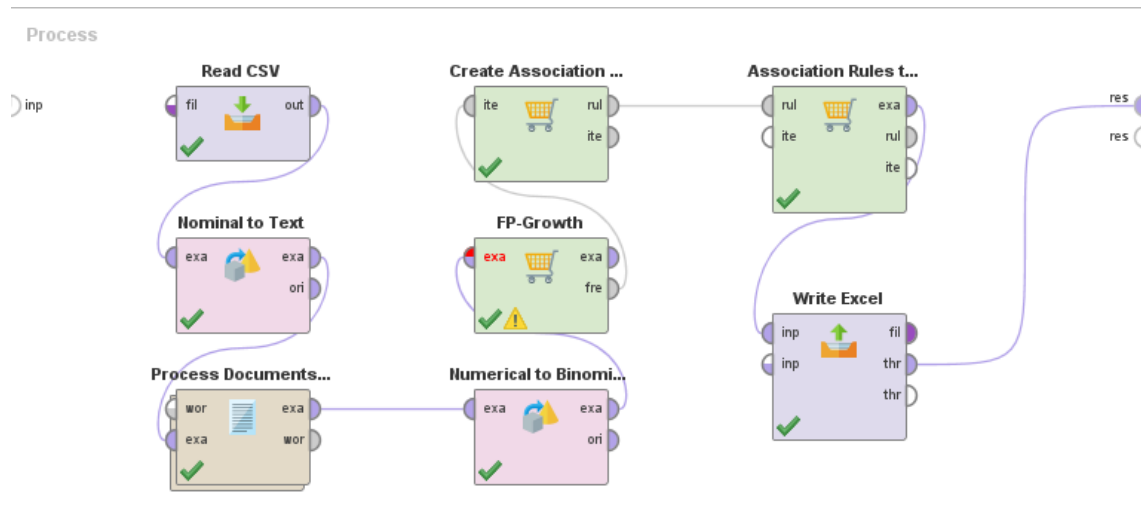 Process
Read CSV
Create Association ...
Association Rules t...
inp
fil
out
ite
rul
ite
rul
ite
exa
rul
ite
res
res
Nominal to Text
FP-Growth
exa
exa
ori
exa
exa
fre
Write Excel
inp
inp
fil
thr
thr
Process Documents...
Numerical to Binomi...
wor
exa
exa
wor
exa
exa
ori